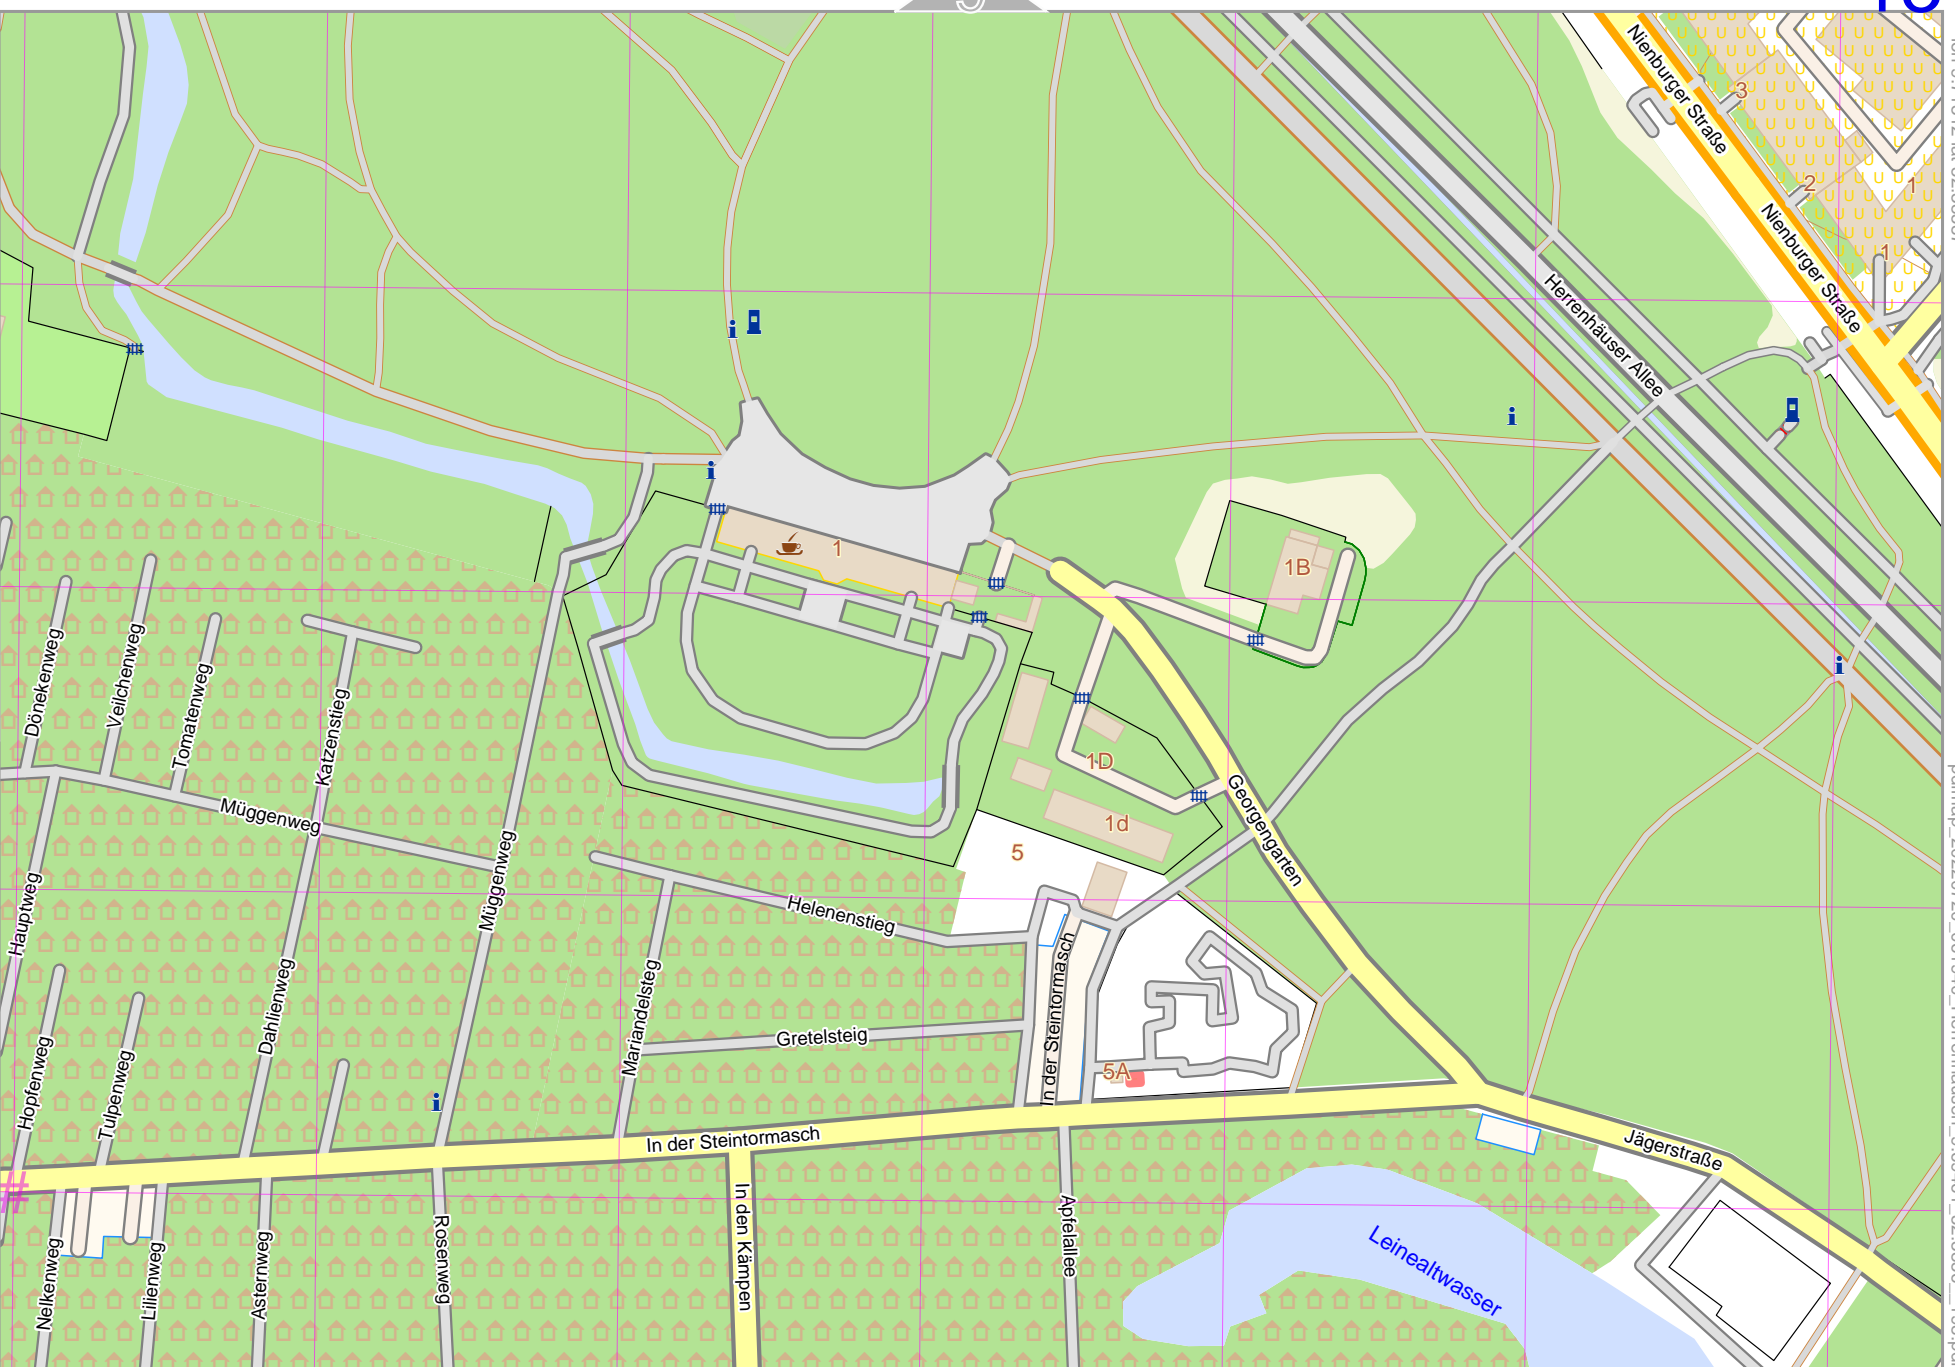 Nienburger Straße
3
2
1
Nienburger Straße
1
Herrenhäuser Allee
1
1B
Dönekenweg
Veilchenweg
Tomatenweg
Katzenstieg
Müggenweg
Müggenweg
1D
1d
Georgengarten
5
Hauptweg
Helenenstieg
In der Steintormasch
Dahlienweg
Mariandelsteg
Gretelsteig
5A
Hopfenweg
Tulpenweg
In der Steintormasch
Jägerstraße
In den Kämpen
Apfelallee
Rosenweg
Asternweg
Lilienweg
Nelkenweg
Leinealtwasser